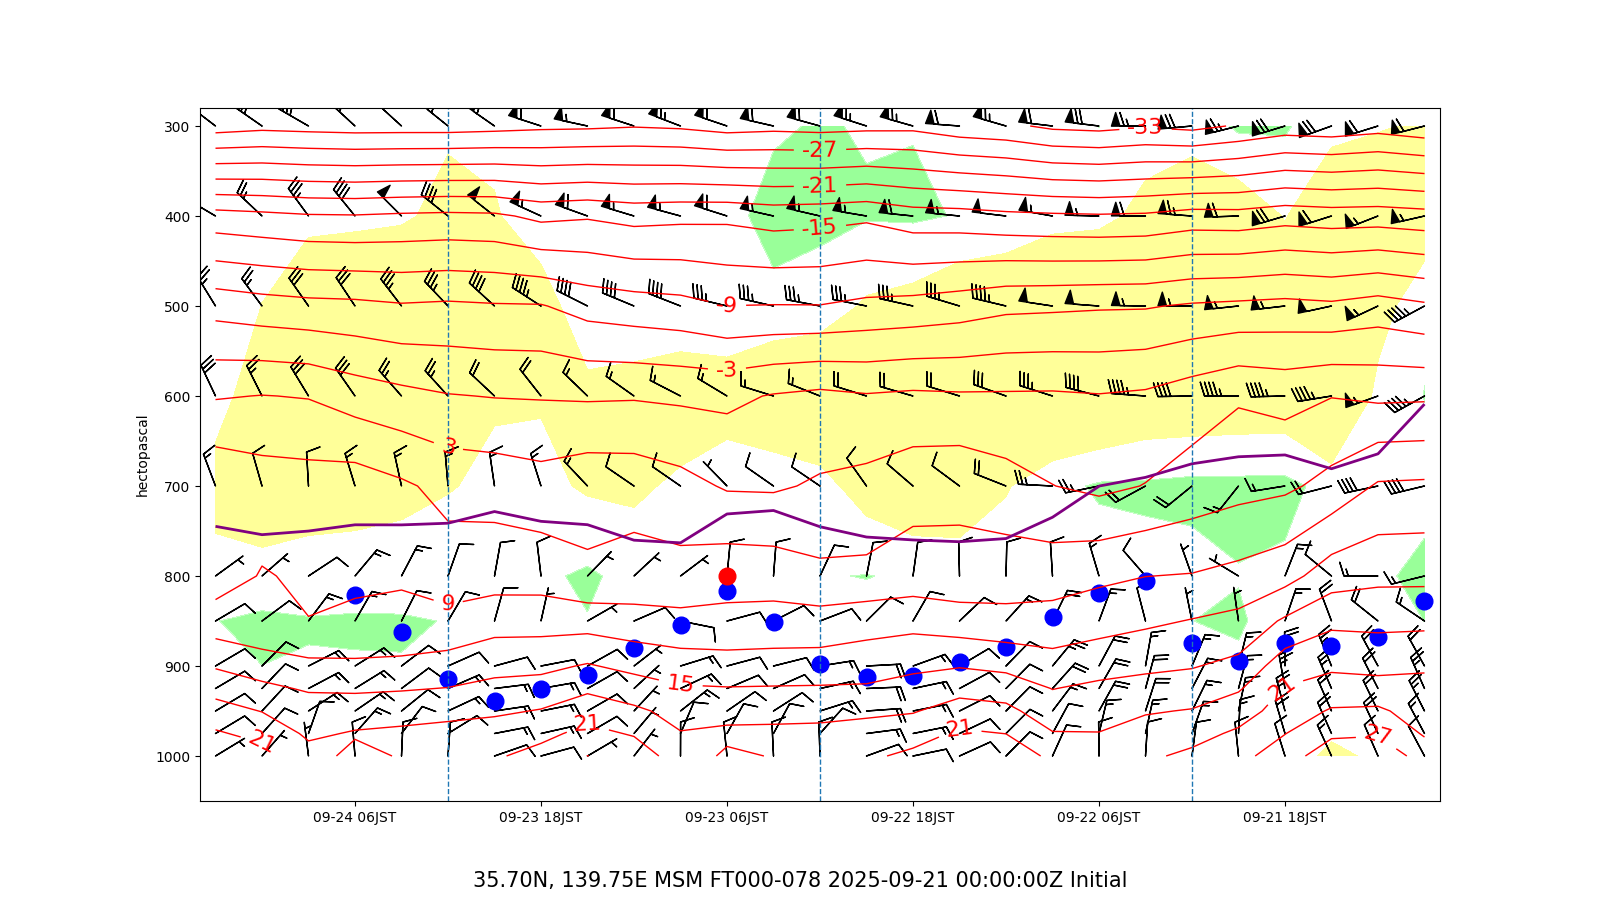 300
400
500
600
700
800
900
1000
hectopascal
-33
-27
-21
-15
-9
-3
3
9
15
21
21
21
21
27
09-24 06JST
09-23 18JST
09-23 06JST
09-22 18JST
09-22 06JST
09-21 18JST
35.70N, 139.75E MSM FT000-078 2025-09-21 00:00:00Z Initial